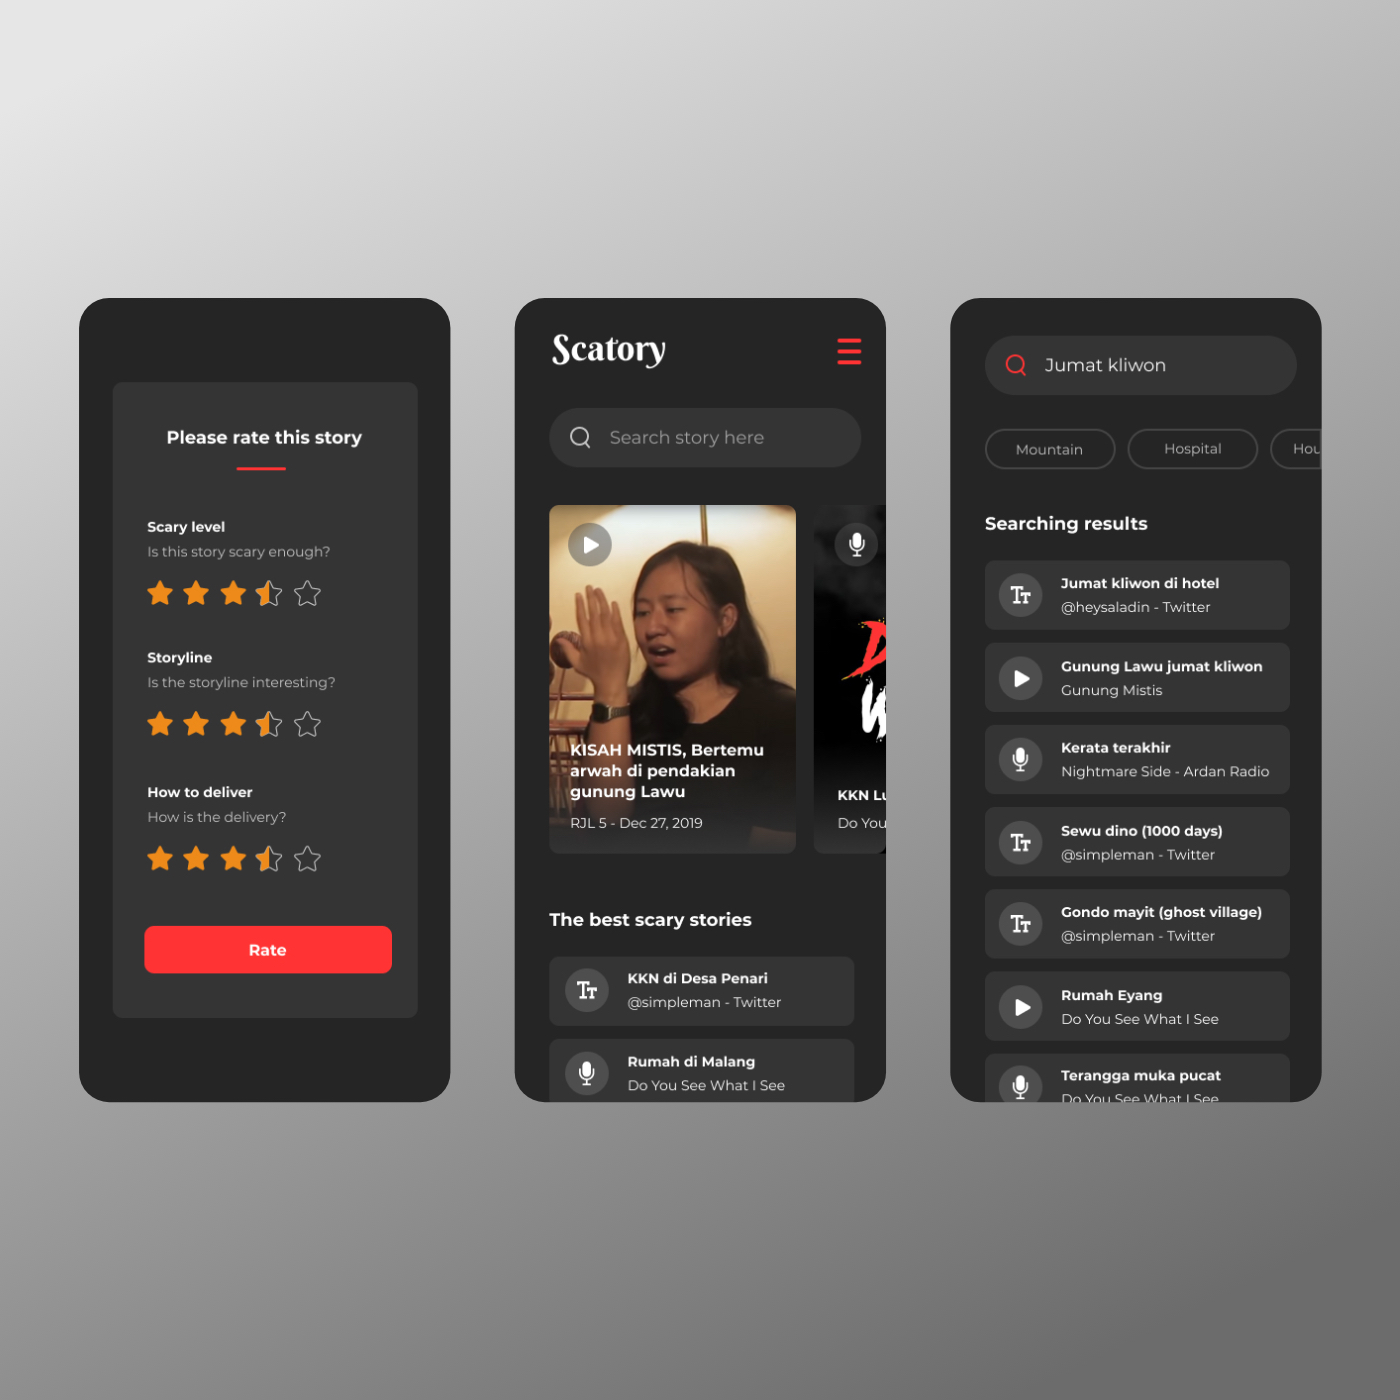 Please rate this story
Scary level
Is this story scary enough?
Storyline
Is the storyline interesting?
How to deliver
How is the delivery?
Rate
Scatory
Search story here
KISAH MISTIS, Bertemu
arwah di pendakian
gunung Lawu
RJL 5 - Dec 27, 2019
KKN
Do You
The best scary stories
Tт
KKN di Desa Penari
@simpleman - Twitter
Rumah di Malang
Do You See What I See
Jumat kliwon
Mountain
Hospital
Hou
Searching results
Tт
Jumat kliwon di hotel
@heysaladin - Twitter
Gunung Lawu jumat kliwon
Gunung Mistis
Kerata terakhir
Nightmare Side - Ardan Radio
Tт
Sewu dino (1000 days)
@simpleman - Twitter
Tт
Gondo mayit (ghost village)
@simpleman - Twitter
Rumah Eyang
Do You See What I See
Terangga muka pucat
Do You See What I See